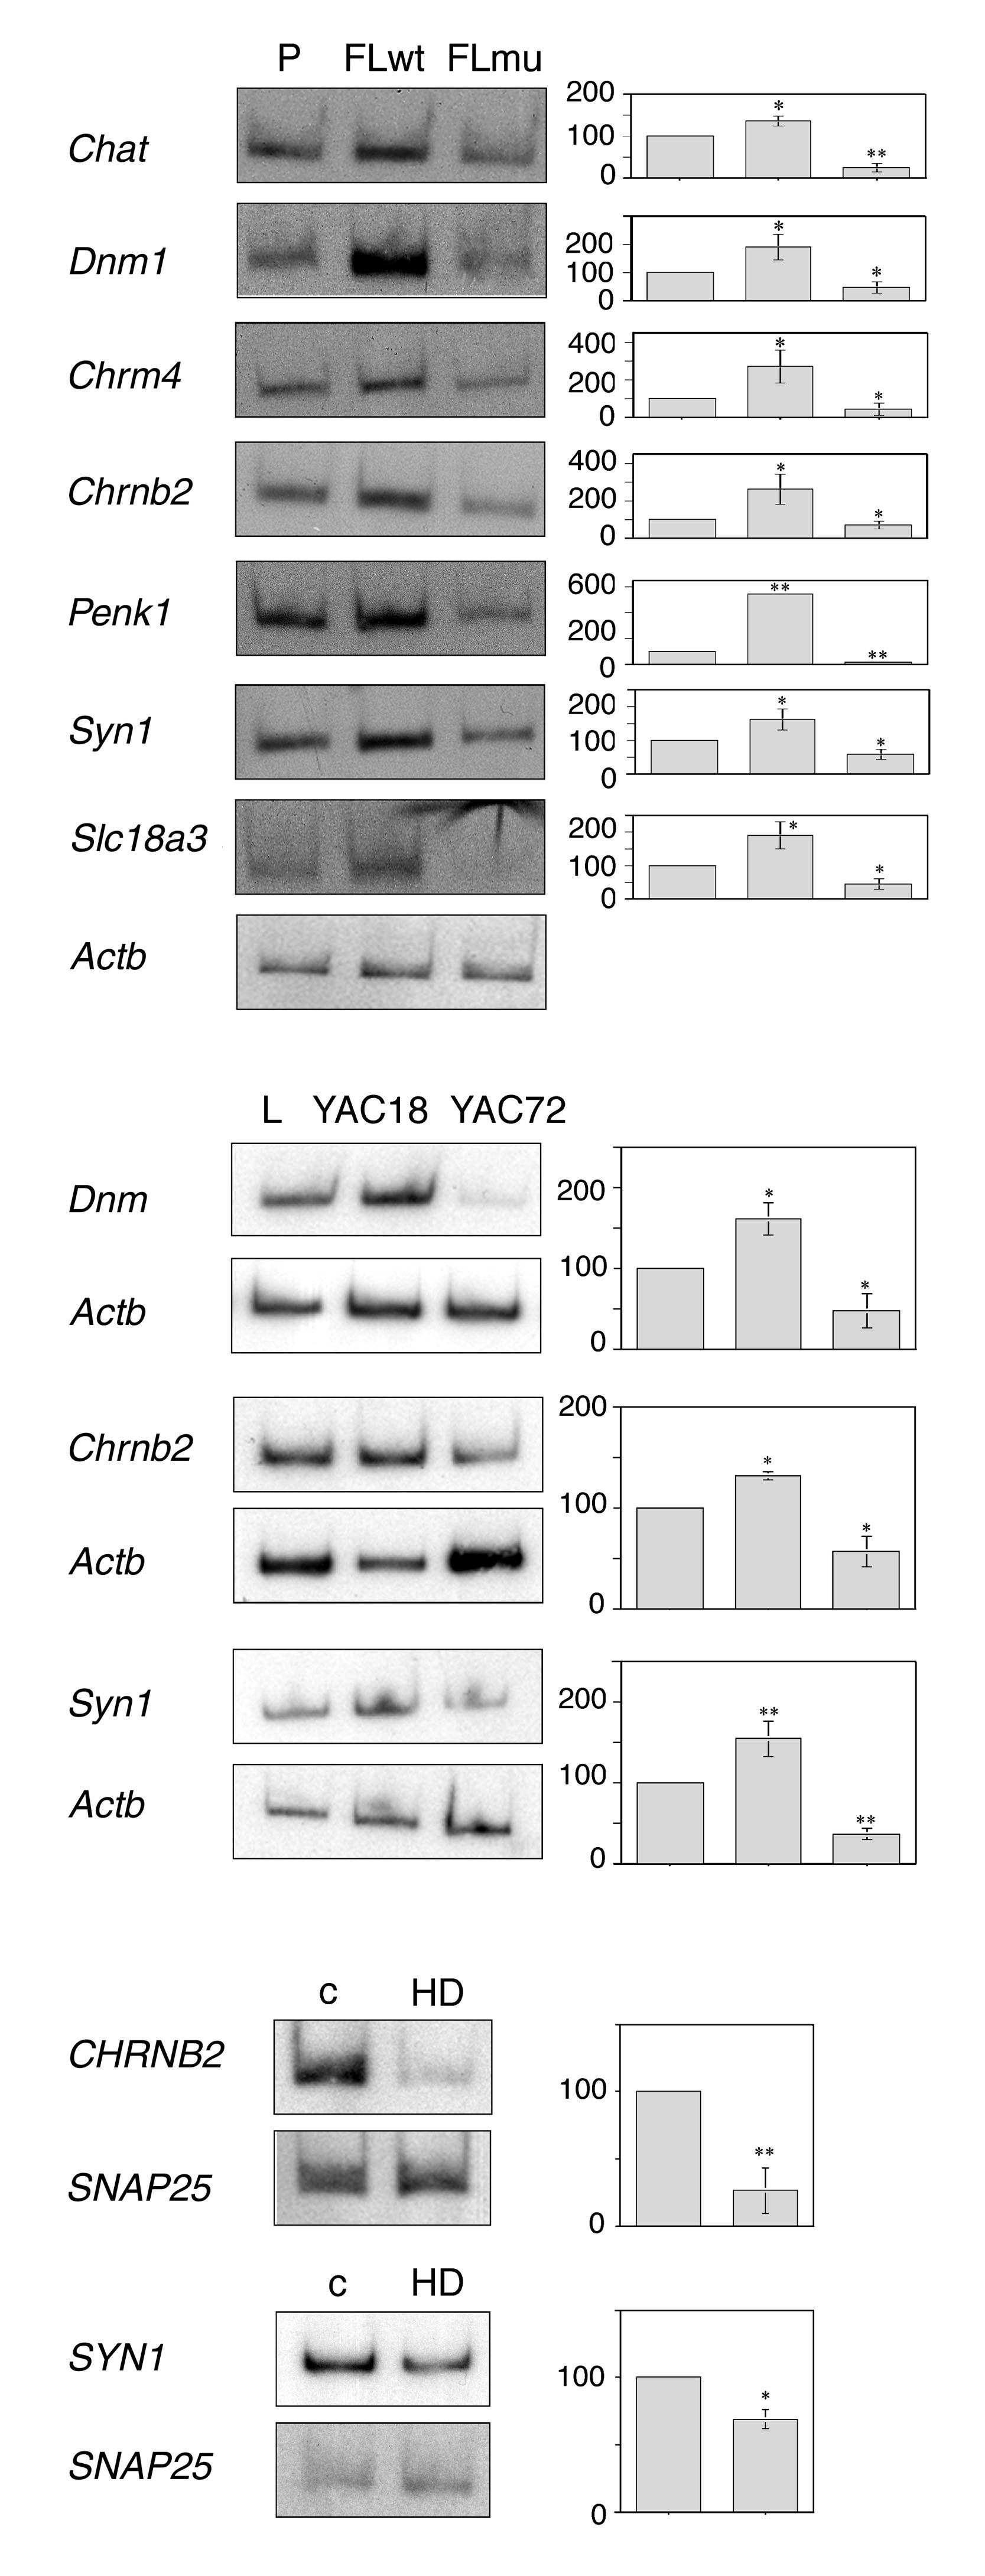 P FLwt FLmu
Chat 200 100 0 * **
Dnm1 200 100 0 * *
Chrm4 400 200 0 * *
Chrnb2 400 200 0 * *
Penk1 600 200 0 ** **
Syn1 200 100 0 * *
Slc18a3 200 100 0 * *
Actb
L YAC18 YAC72
Dnm 200 100 0 * *
Actb
Chrnb2 200 100 0 * *
Actb
Syn1 200 100 0 ** **
Actb
c HD
CHRNB2 100 0 **
SNAP25
c HD
SYN1 100 0 *
SNAP25